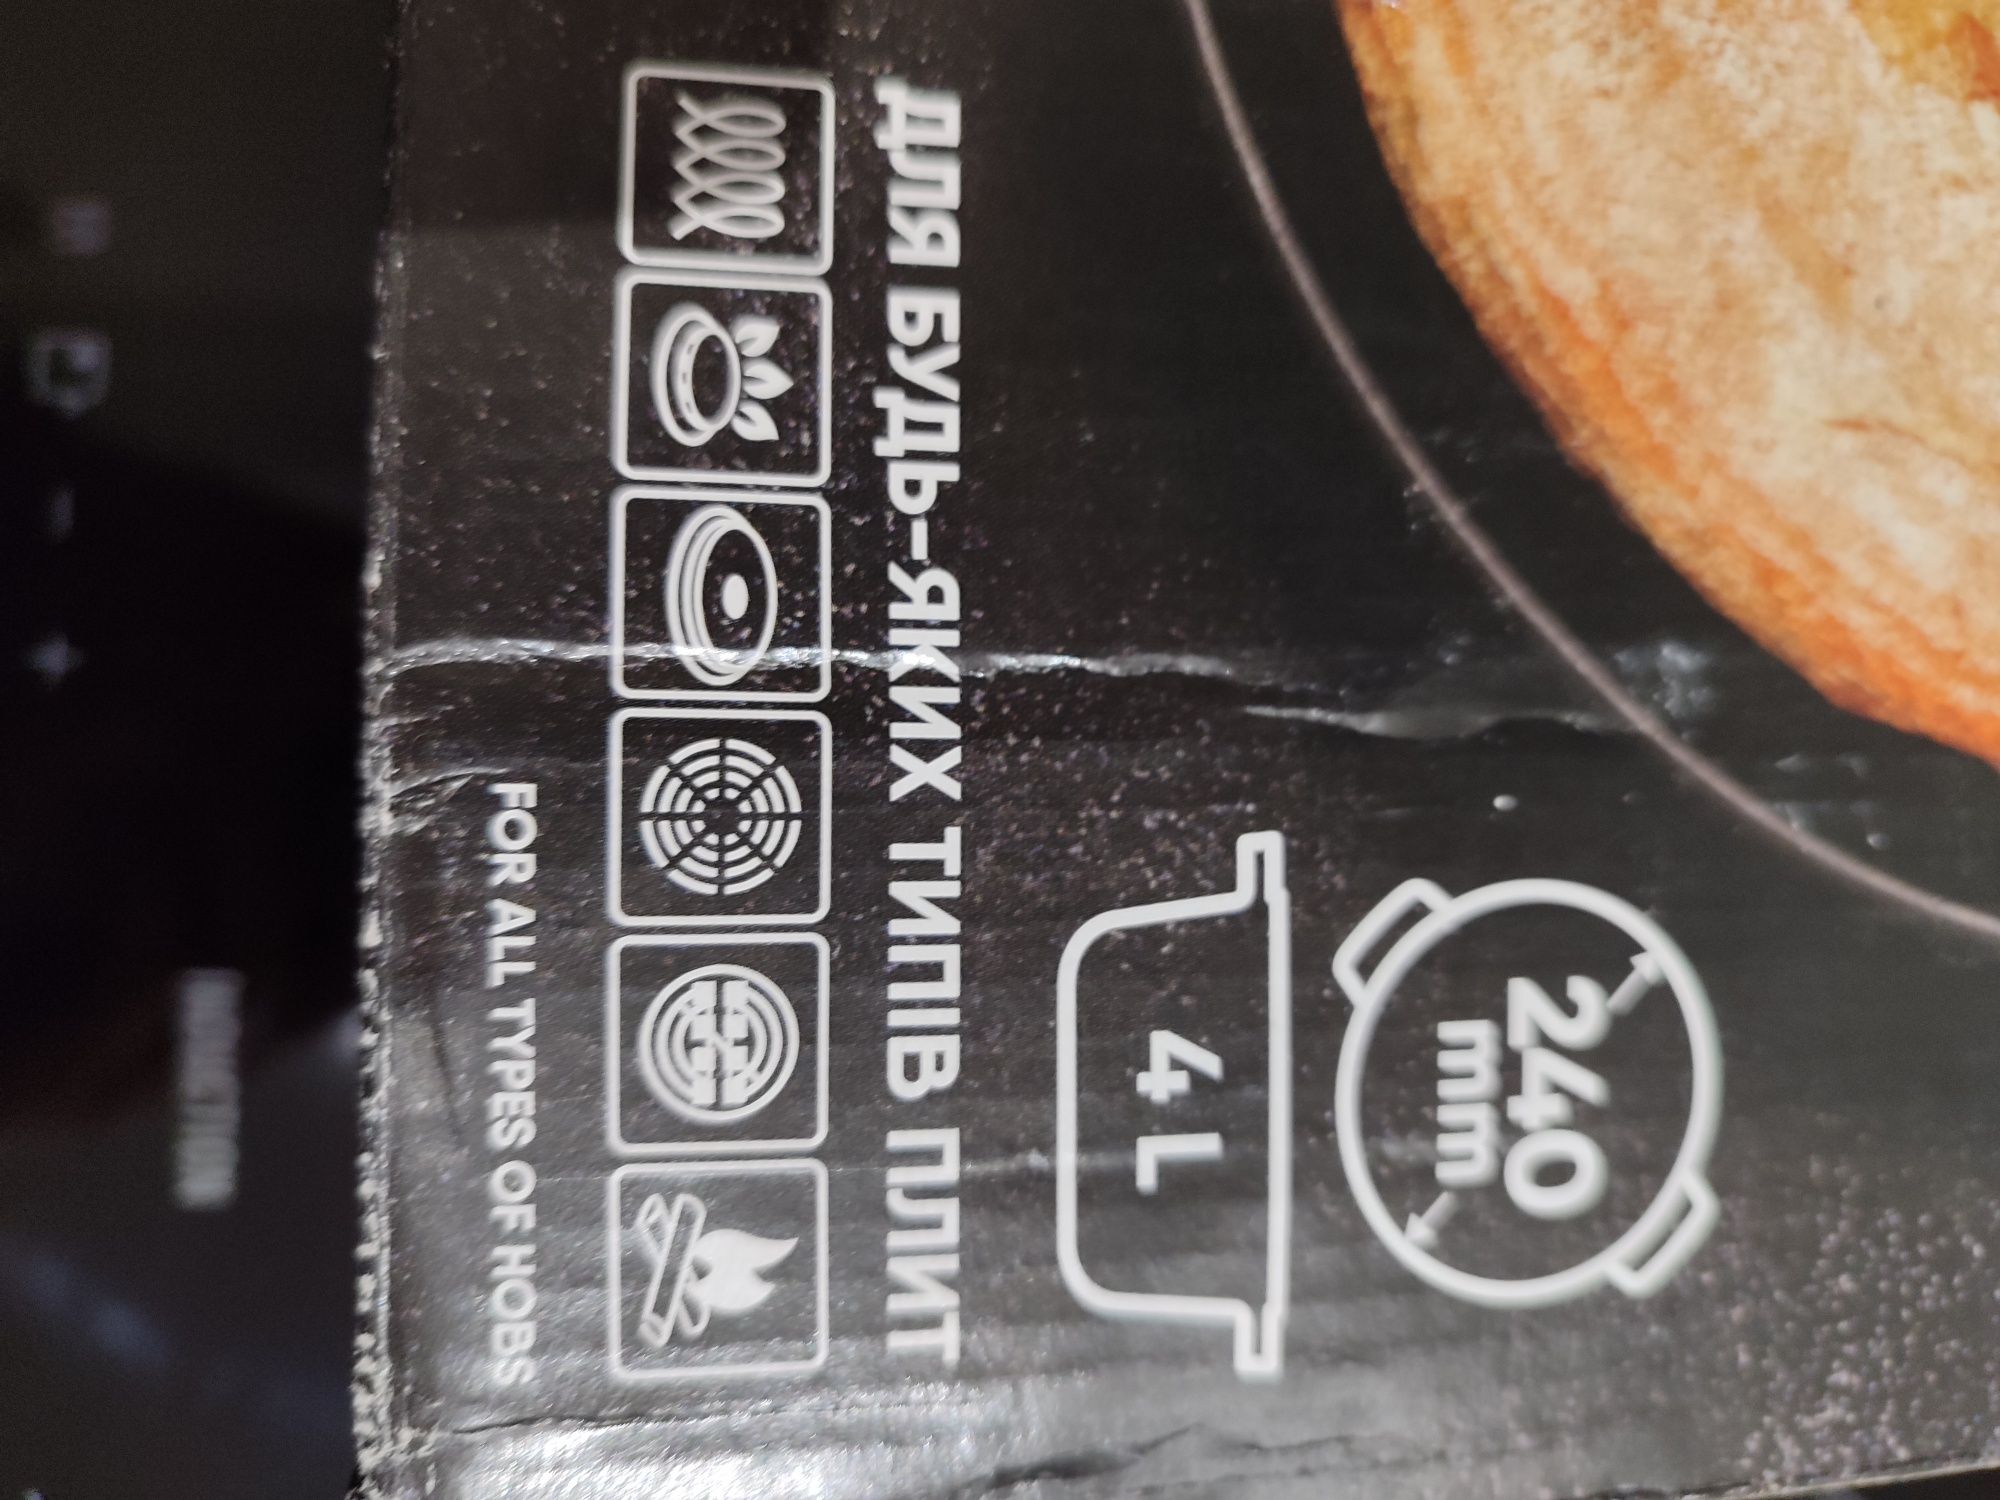 240
mm
4 L
ДЛЯ БУДЬ-ЯКИХ ТИПІВ ПЛИТ
FOR ALL TYPES OF HOBS